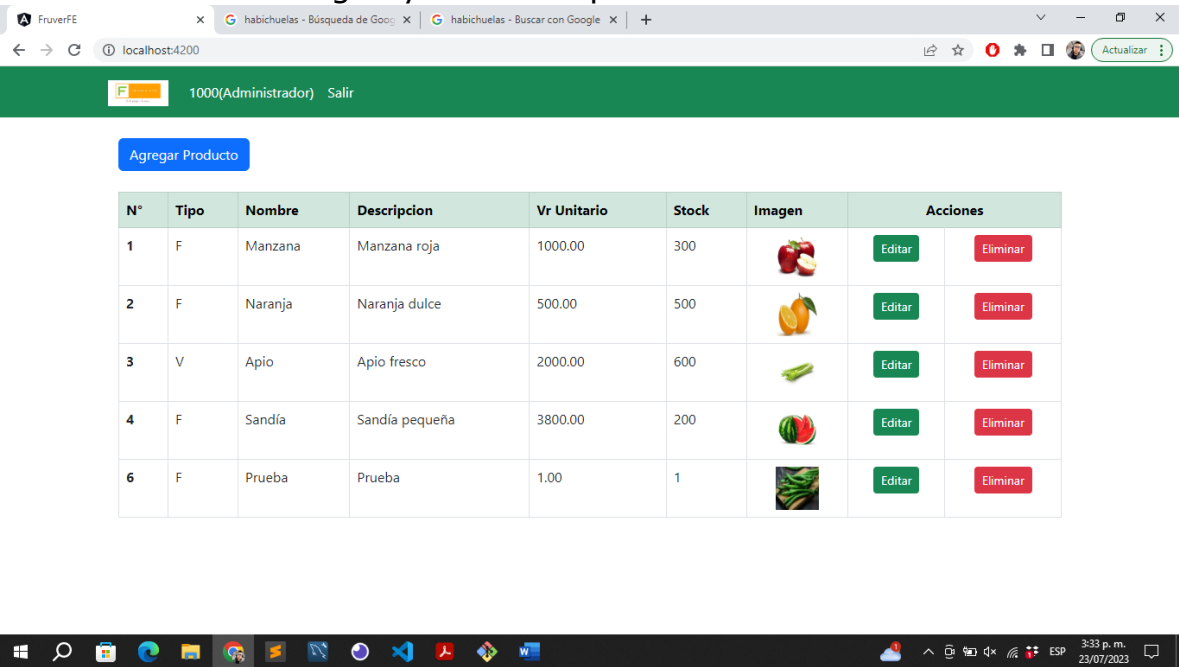 FruverFE
habichuelas - Búsqueda de Goog
habichuelas - Buscar con Google
localhost:4200
Actualizar
F
1000(Administrador) Salir
Agregar Producto
N° Tipo Nombre Descripcion Vr Unitario Stock Imagen Acciones
1 F Manzana Manzana roja 1000.00 300 Editar Eliminar
2 F Naranja Naranja dulce 500.00 500 Editar Eliminar
3 V Apio Apio fresco 2000.00 600 Editar Eliminar
4 F Sandía Sandía pequeña 3800.00 200 Editar Eliminar
6 F Prueba Prueba 1.00 1 Editar Eliminar
ESP
3:33 p. m.
23/07/2023